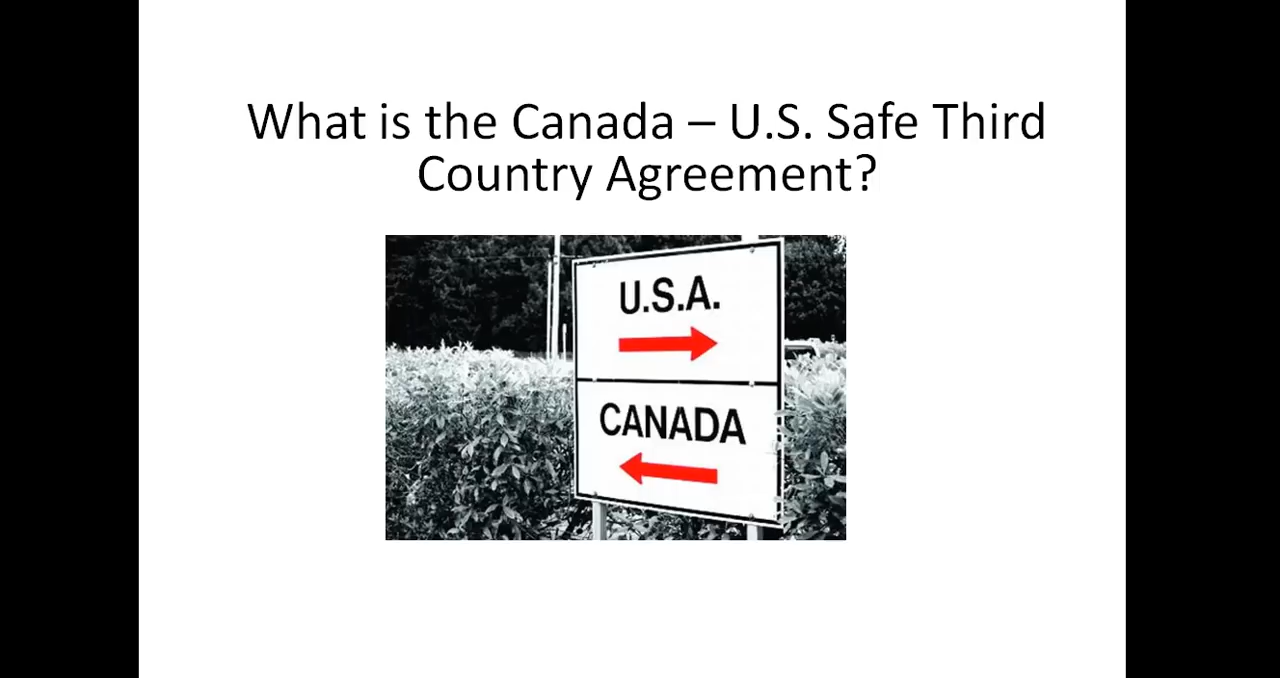 What is the Canada – U.S. Safe Third
Country Agreement?
U.S.A.
CANADA